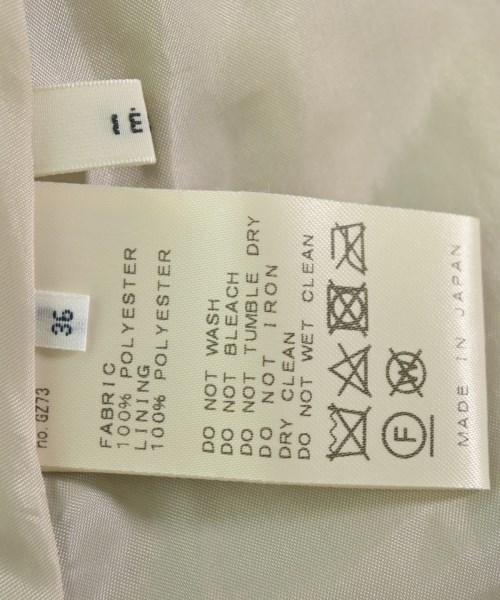 36
no. GZ73
FABRIC
100% POLYESTER
LINING
100% POLYESTER
DO NOT WASH
DO NOT BLEACH
DO NOT TUMBLE DRY
DO NOT IRON
DRY CLEAN
DO NOT WET CLEAN
F W
MADE IN JAPAN